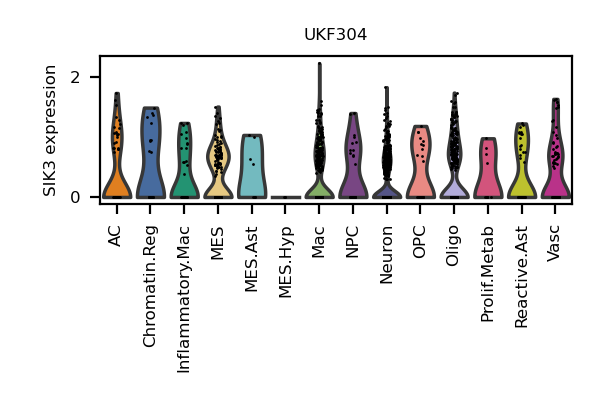 UKF304
SIK3 expression
2
0
AC
Chromatin.Reg
Inflammatory.Mac
MES
MES.Ast
MES.Hyp
Mac
NPC
Neuron
OPC
Oligo
Prolif.Metab
Reactive.Ast
Vasc